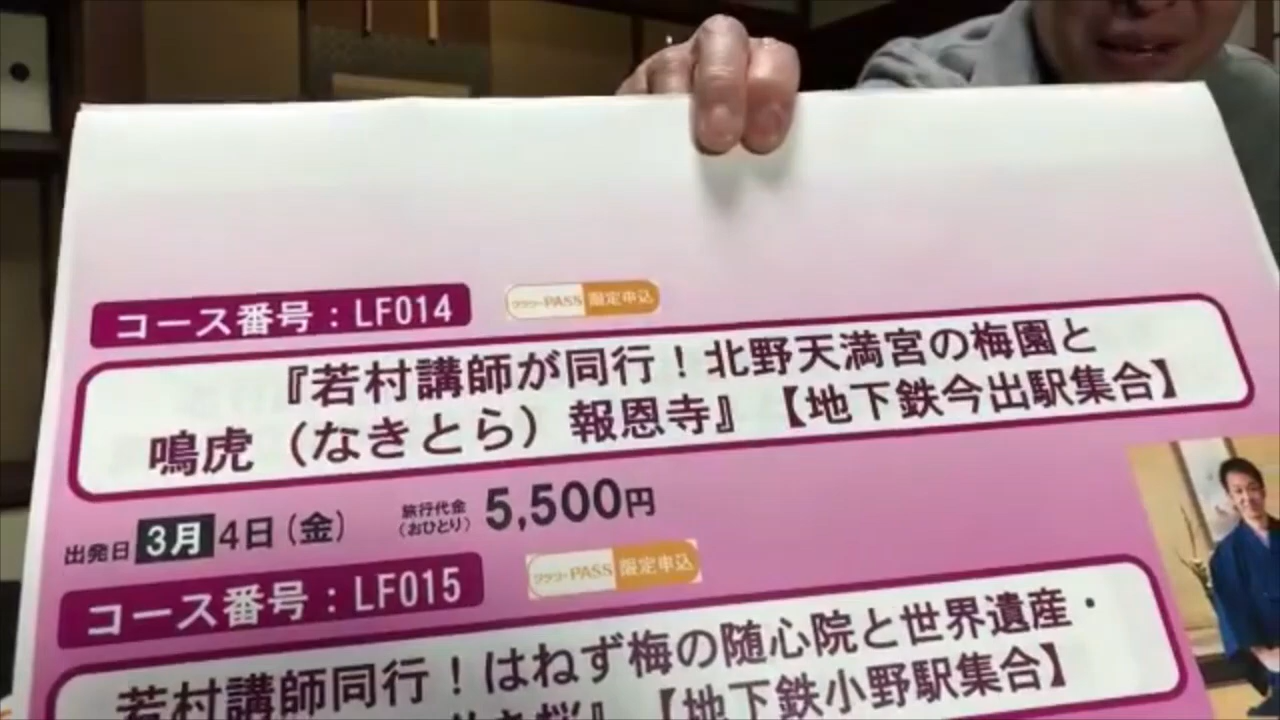 コース番号：LF014
クラツーPASS 限定申込
『若村講師が同行！北野天満宮の梅園と
鳴虎（なきとら）報恩寺』【地下鉄今出駅集合】
出発日 3月4日（金） 旅行代金（おひとり） 5,500円
コース番号：LF015
クラツーPASS 限定申込
若村講師同行！はねず梅の随心院と世界遺産・
桜』【地下鉄小野駅集合】